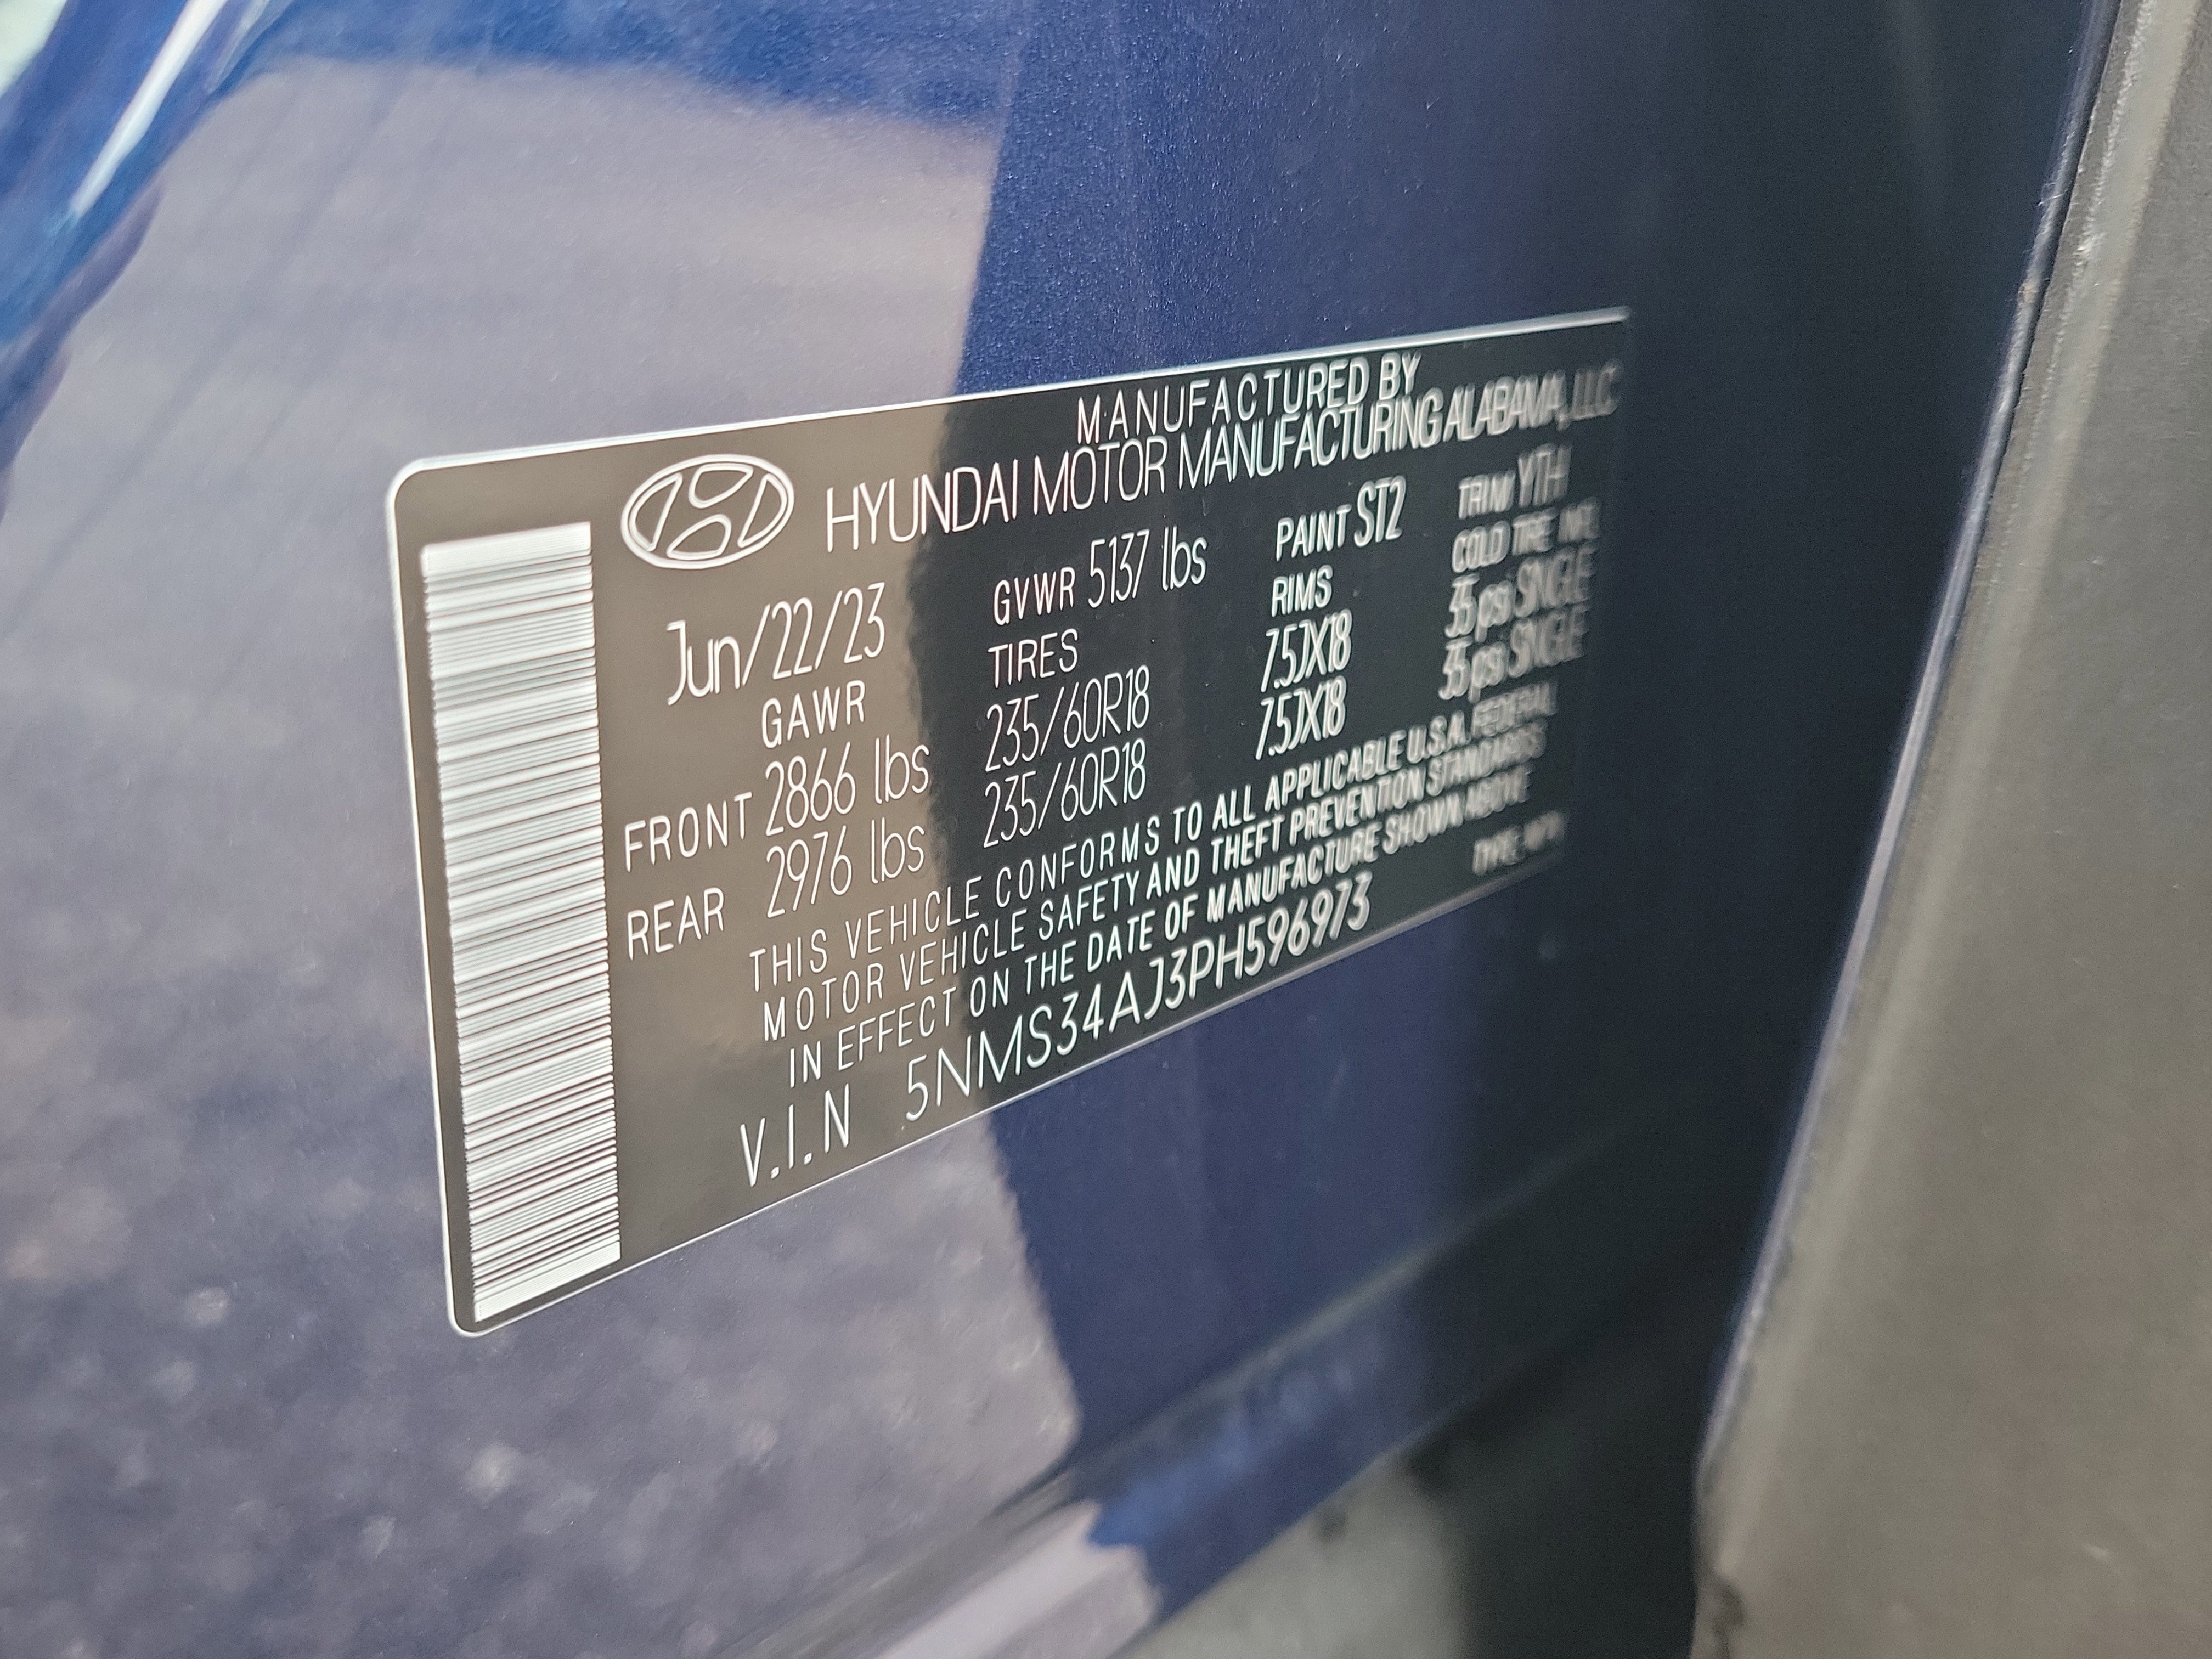 MANUFACTURED BY
HYUNDAI MOTOR MANUFACTURING ALABAMA, LLC
Jun/22/23 GVWR 5137 lbs PAINT ST2 TRIM YTH
GAWR TIRES RIMS COLD TIRE
FRONT 2866 lbs 235/60R18 7.5JX18 35 psi SINGLE
REAR 2976 lbs 235/60R18 7.5JX18 35 psi SINGLE
THIS VEHICLE CONFORMS TO ALL APPLICABLE U.S.A. FEDERAL
MOTOR VEHICLE SAFETY AND THEFT PREVENTION STANDARDS
IN EFFECT ON THE DATE OF MANUFACTURE SHOWN ABOVE
V.I.N 5NMS34AJ3PH596973 TYPE: